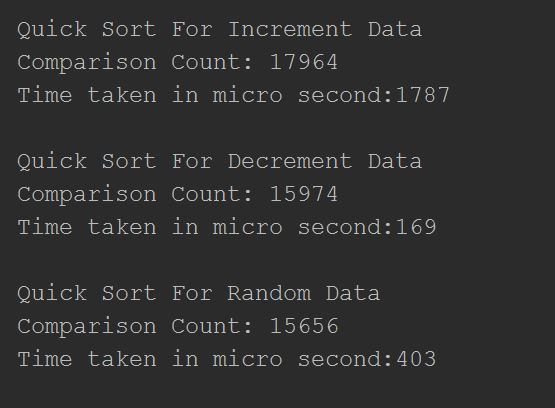 Quick Sort For Increment Data
Comparison Count: 17964
Time taken in micro second:1787
Quick Sort For Decrement Data
Comparison Count: 15974
Time taken in micro second:169
Quick Sort For Random Data
Comparison Count: 15656
Time taken in micro second:403